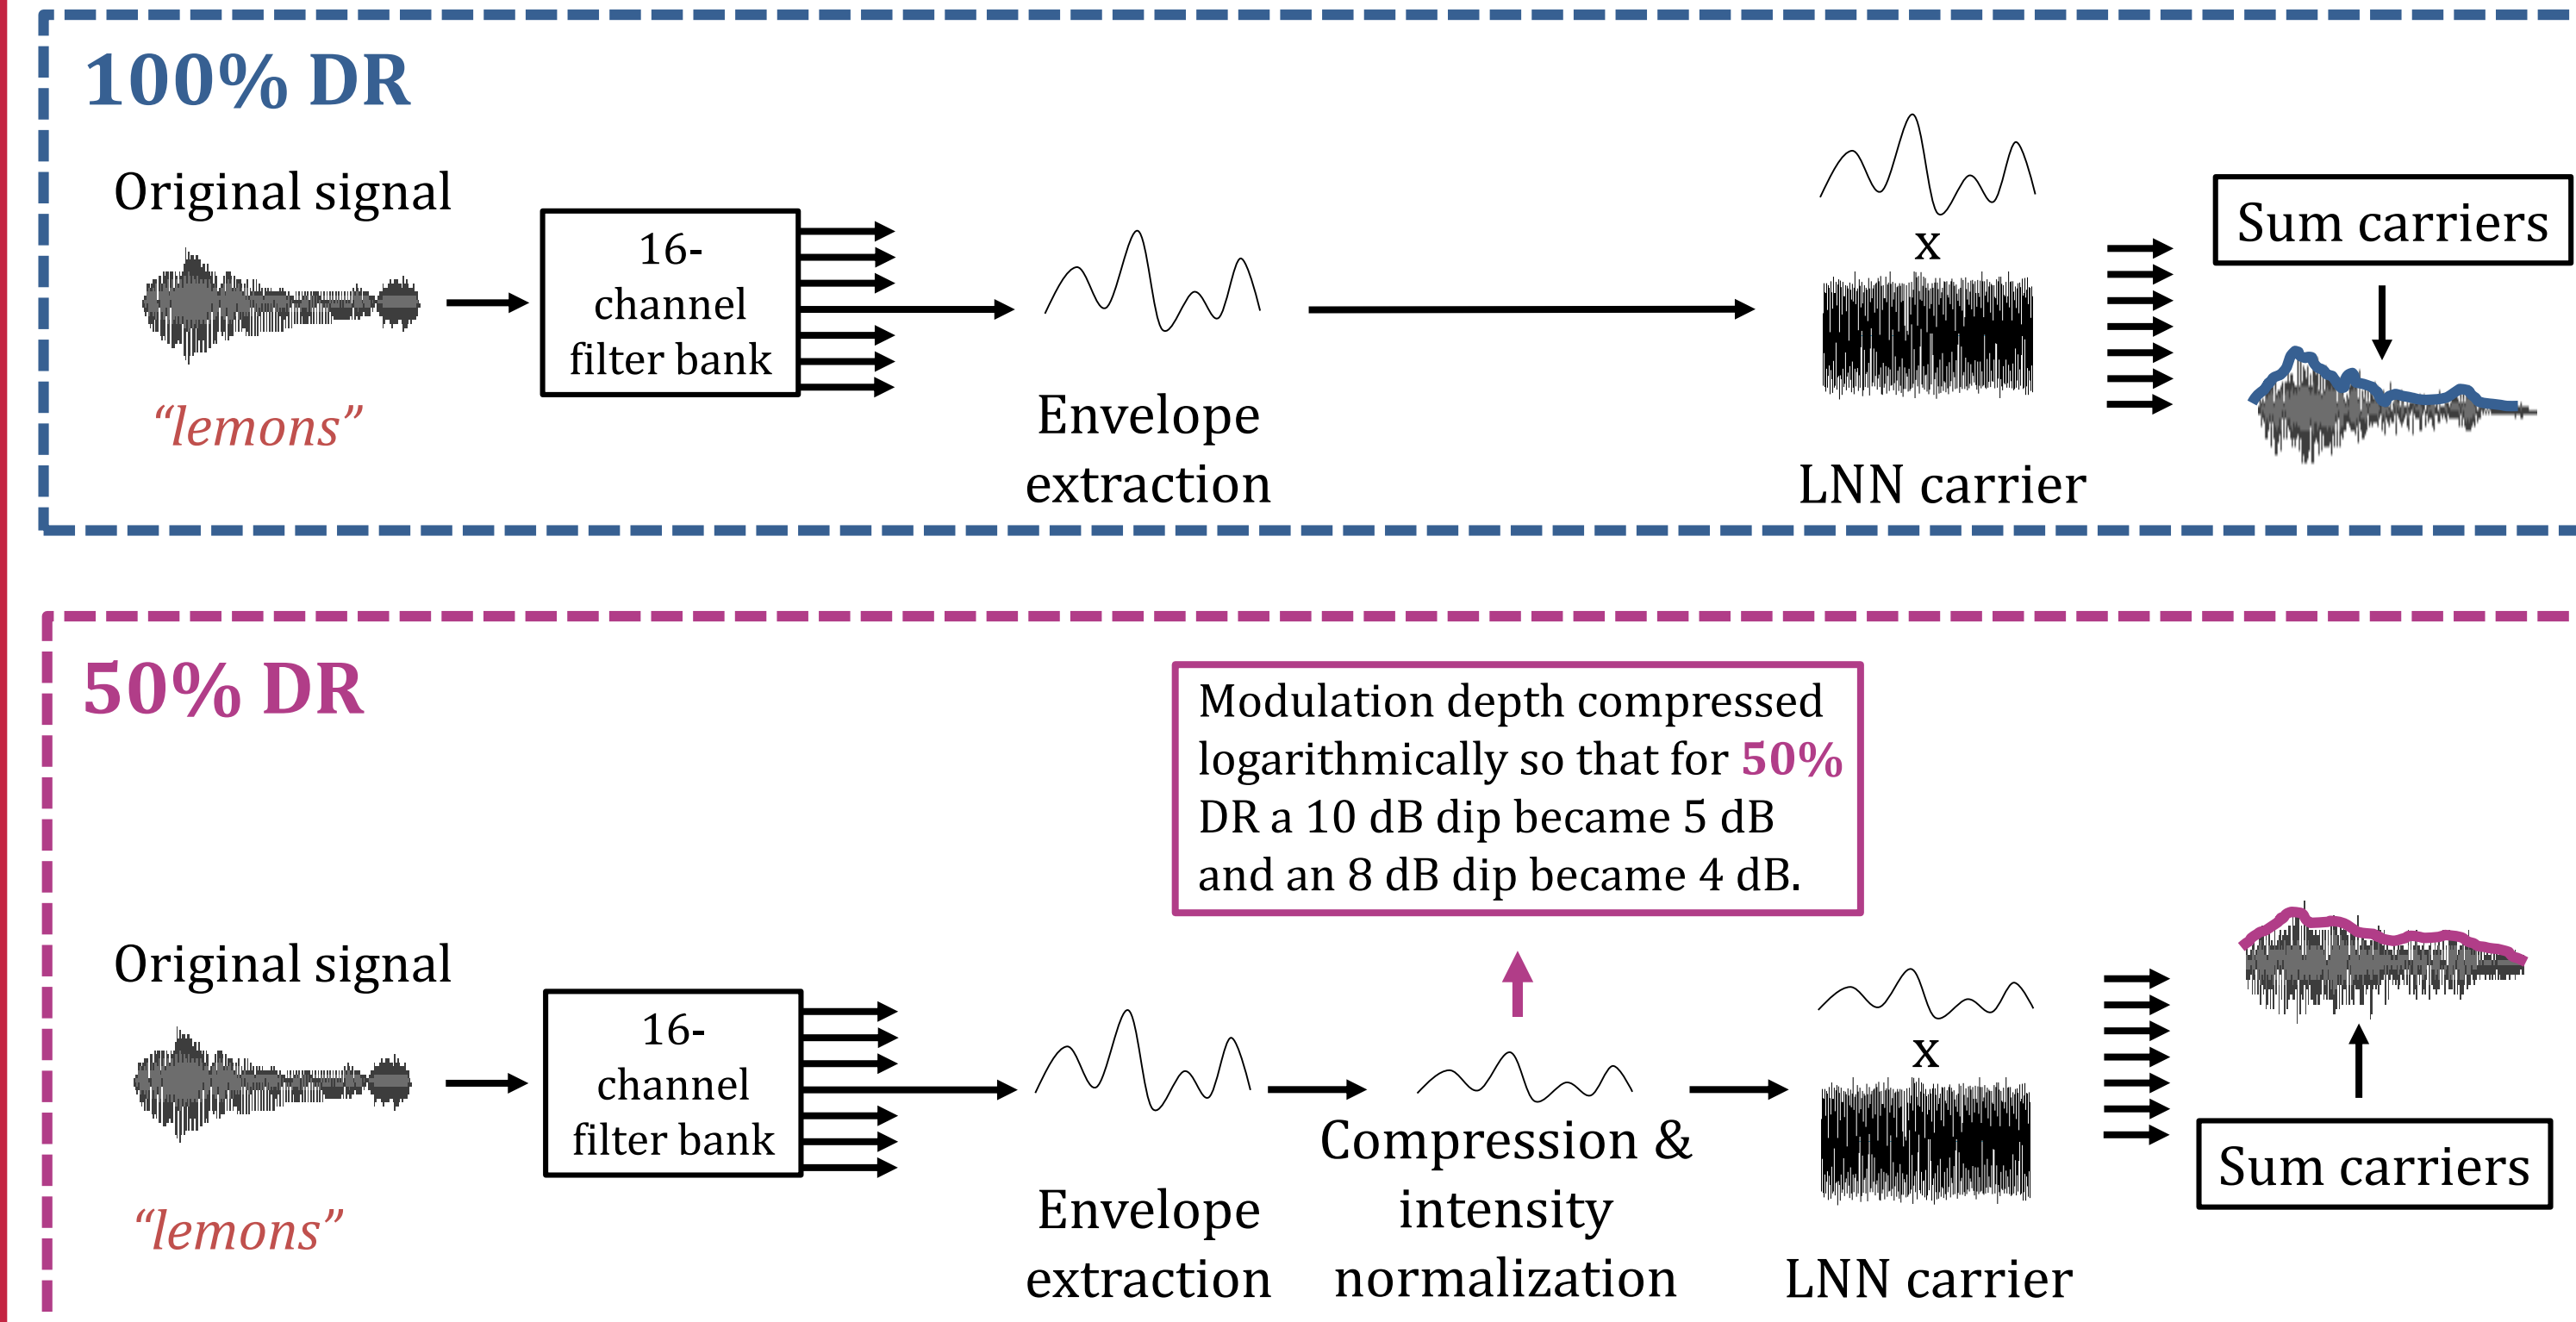 100% DR
Original signal
“lemons”
16-
channel
filter bank
Envelope
extraction
x
LNN carrier
Sum carriers
50% DR
Modulation depth compressed
logarithmically so that for 50%
DR a 10 dB dip became 5 dB
and an 8 dB dip became 4 dB.
Original signal
“lemons”
16-
channel
filter bank
Envelope
extraction
Compression &
intensity
normalization
x
LNN carrier
Sum carriers